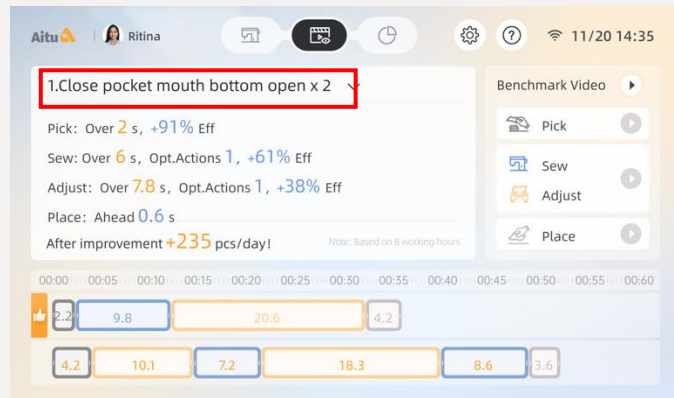 Aitu Ritina 11/20 14:35
1.Close pocket mouth bottom open x 2
Benchmark Video
Pick: Over 2 s, +91% Eff
Pick
Sew: Over 6 s, Opt.Actions 1, +61% Eff
Sew
Adjust: Over 7.8 s, Opt.Actions 1, +38% Eff
Adjust
Place: Ahead 0.6 s
Place
After improvement +235 pcs/day!
Note: Based on 8 working hours
00:00 00:05 00:10 00:15 00:20 00:25 00:30 00:35 00:40 00:45 00:50 00:55 00:60
2.2 9.8 20.6 4.2
4.2 10.1 7.2 18.3 8.6 3.6